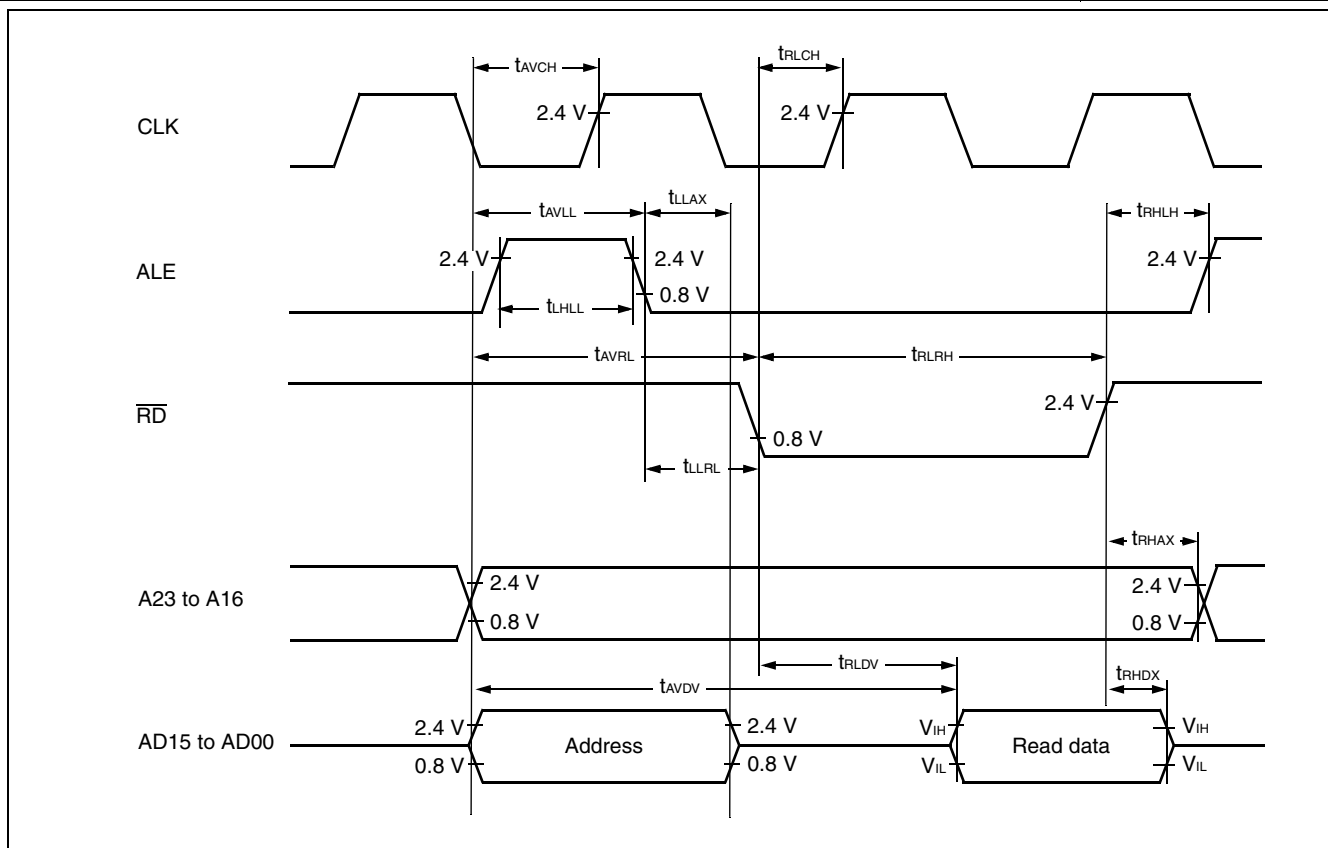 tAVCH
tRLCH
CLK
2.4 V
2.4 V
tAVLL
tLLAX
tRHLH
ALE
2.4 V
2.4 V
2.4 V
0.8 V
tLHLL
tAVRL
tRLRH
RD
2.4 V
0.8 V
tLLRL
tRHAX
A23 to A16
2.4 V
2.4 V
0.8 V
0.8 V
tRLDV
tAVDV
tRHDX
AD15 to AD00
2.4 V
Address
2.4 V
VIH
Read data
VIH
0.8 V
0.8 V
VIL
VIL